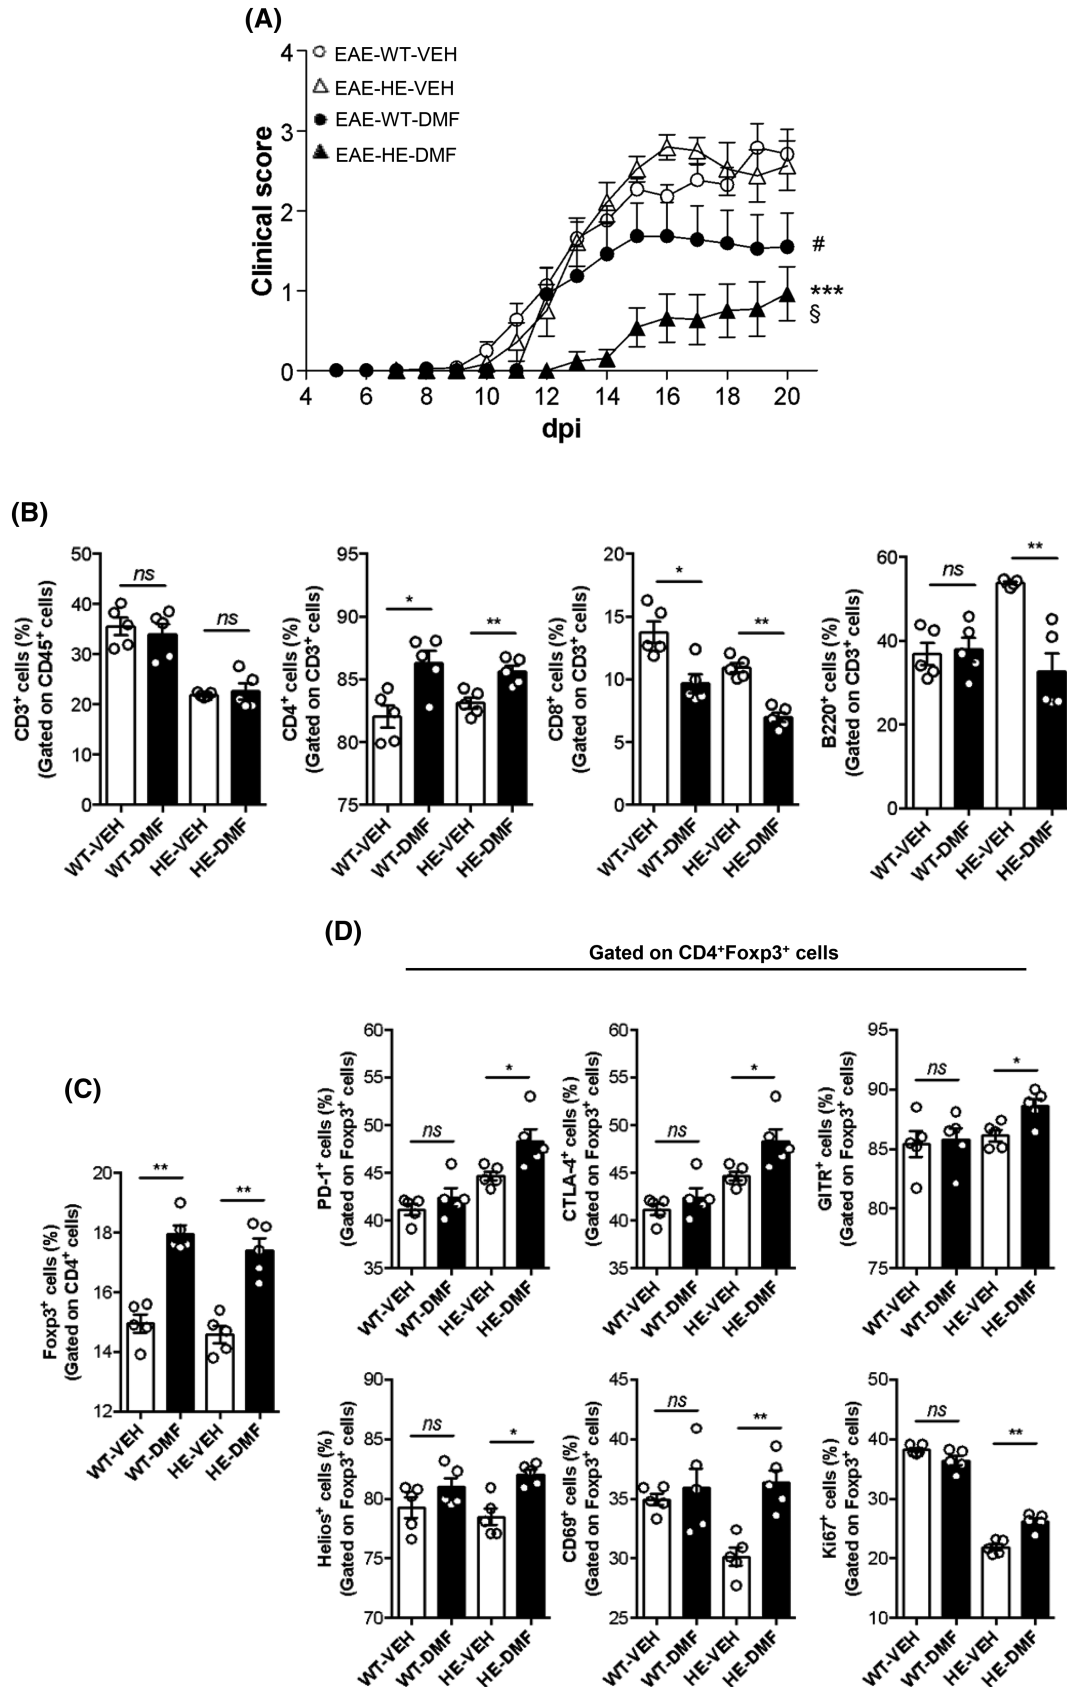 (A)
4
3
2
1
0
Clinical score
EAE-WT-VEH
EAE-HE-VEH
EAE-WT-DMF
EAE-HE-DMF
#
***
§
4 6 8 10 12 14 16 18 20
dpi
(B)
CD3+ cells (%)
(Gated on CD45+ cells)
50
40
30
20
10
0
ns
ns
WT-VEH WT-DMF HE-VEH HE-DMF
CD4+ cells (%)
(Gated on CD3+ cells)
95
90
85
80
75
*
**
WT-VEH WT-DMF HE-VEH HE-DMF
CD8+ cells (%)
(Gated on CD3+ cells)
20
15
10
5
0
*
**
WT-VEH WT-DMF HE-VEH HE-DMF
B220+ cells (%)
(Gated on CD3+ cells)
60
40
20
0
ns
**
WT-VEH WT-DMF HE-VEH HE-DMF
(C)
Foxp3+ cells (%)
(Gated on CD4+ cells)
20
18
16
14
12
**
**
WT-VEH WT-DMF HE-VEH HE-DMF
(D)
Gated on CD4+Foxp3+ cells
PD-1+ cells (%)
(Gated on Foxp3+ cells)
60
55
50
45
40
35
ns
*
WT-VEH WT-DMF HE-VEH HE-DMF
CTLA-4+ cells (%)
(Gated on Foxp3+ cells)
60
55
50
45
40
35
ns
*
WT-VEH WT-DMF HE-VEH HE-DMF
GITR+ cells (%)
(Gated on Foxp3+ cells)
95
90
85
80
75
ns
*
WT-VEH WT-DMF HE-VEH HE-DMF
Helios+ cells (%)
(Gated on Foxp3+ cells)
90
85
80
75
70
ns
*
WT-VEH WT-DMF HE-VEH HE-DMF
CD69+ cells (%)
(Gated on Foxp3+ cells)
45
40
35
30
25
ns
**
WT-VEH WT-DMF HE-VEH HE-DMF
Ki67+ cells (%)
(Gated on Foxp3+ cells)
50
40
30
20
10
ns
**
WT-VEH WT-DMF HE-VEH HE-DMF